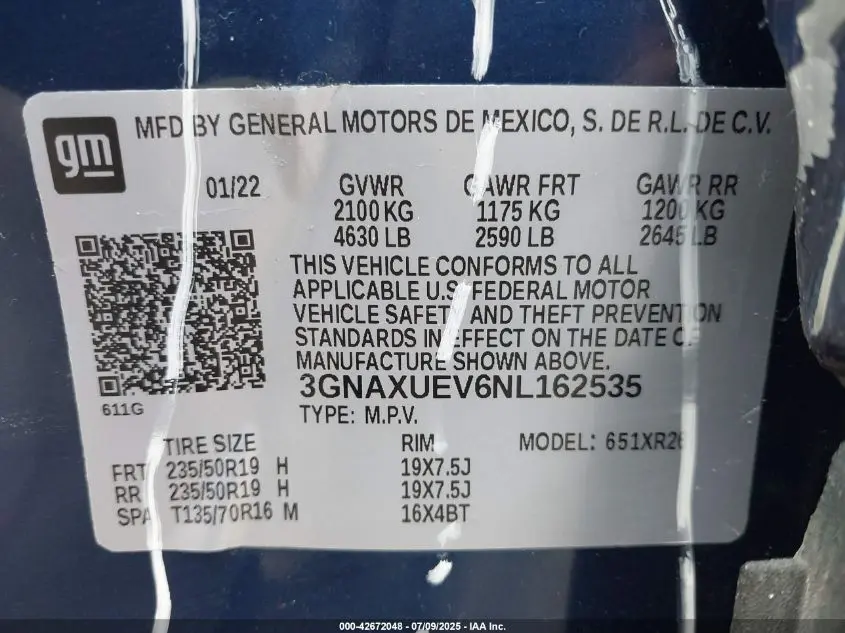 gm
MFD BY GENERAL MOTORS DE MEXICO, S. DE R.L. DE C.V.
01/22 GVWR GAWR FRT GAWR RR
2100 KG 1175 KG 1200 KG
4630 LB 2590 LB 2645 LB
THIS VEHICLE CONFORMS TO ALL
APPLICABLE U.S. FEDERAL MOTOR
VEHICLE SAFETY AND THEFT PREVENTION
STANDARDS IN EFFECT ON THE DATE OF
MANUFACTURE SHOWN ABOVE.
3GNAXUEV6NL162535
611G
TYPE: M.P.V.
TIRE SIZE RIM MODEL: 651XR26
FRT 235/50R19 H 19X7.5J
RR 235/50R19 H 19X7.5J
SPA T135/70R16 M 16X4BT
000-42672048 - 07/09/2025 - IAA Inc.